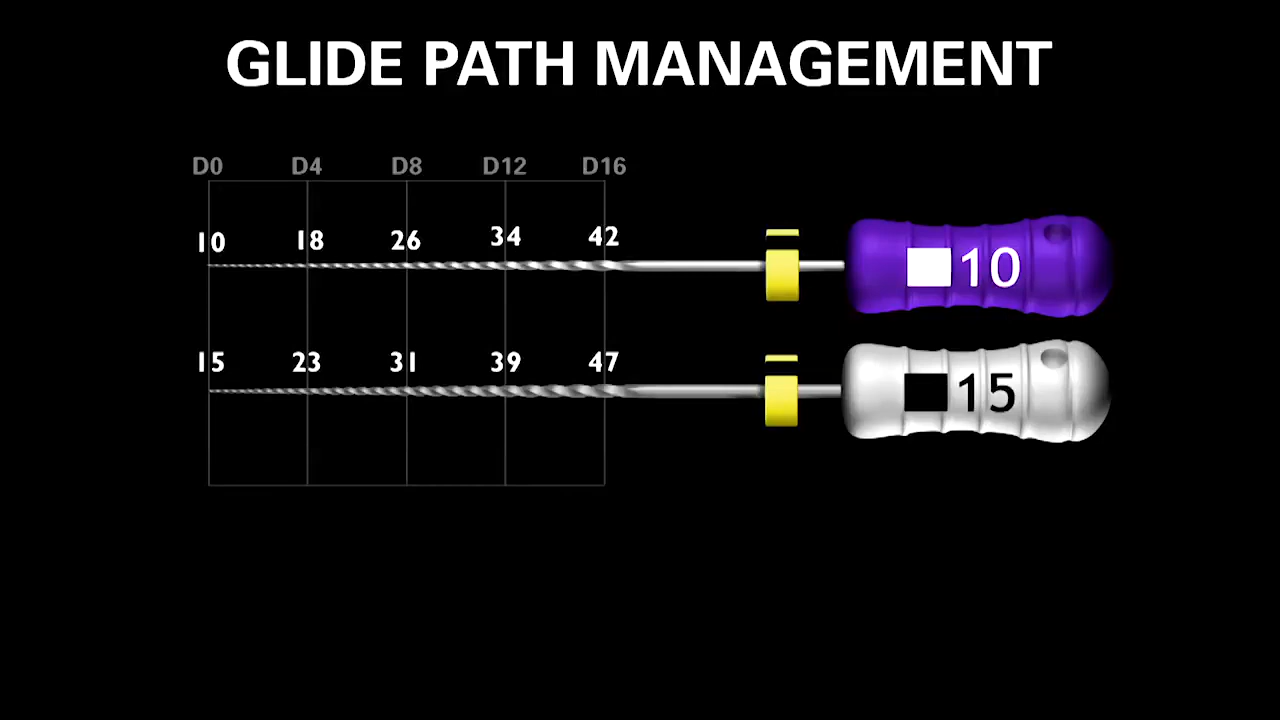 GLIDE PATH MANAGEMENT
D0 D4 D8 D12 D16
10 18 26 34 42
10
15 23 31 39 47
15